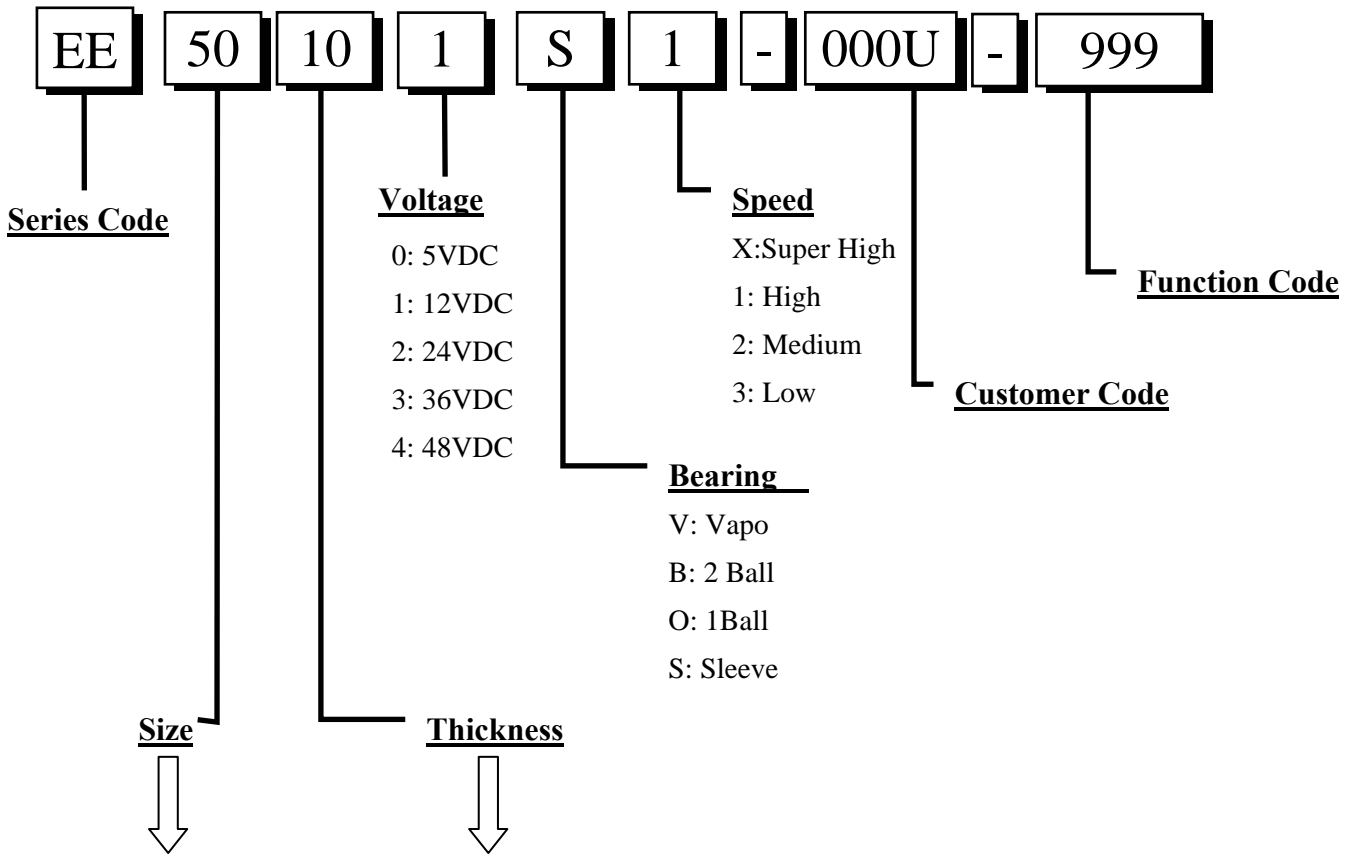 EE 50 10 1 S 1 - 000U - 999
Series Code
Voltage
0: 5VDC
1: 12VDC
2: 24VDC
3: 36VDC
4: 48VDC
Speed
X:Super High
1: High
2: Medium
3: Low
Function Code
Customer Code
Bearing
V: Vapo
B: 2 Ball
O: 1Ball
S: Sleeve
Size
Thickness